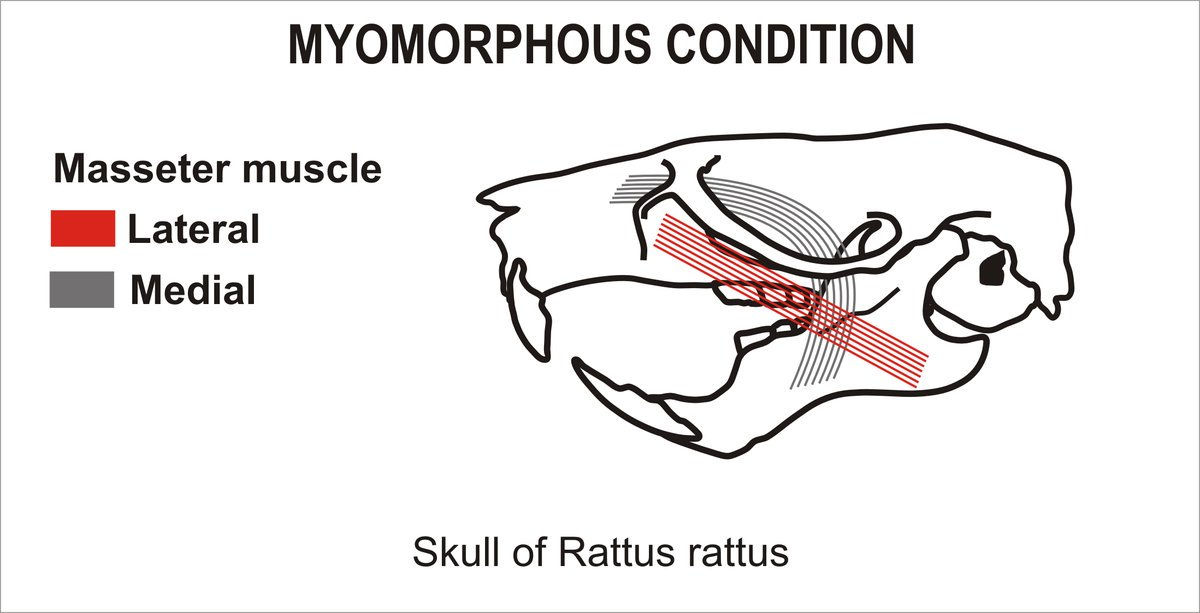 MYOMORPHOUS CONDITION
Masseter muscle
Lateral
Medial
Skull of Rattus rattus